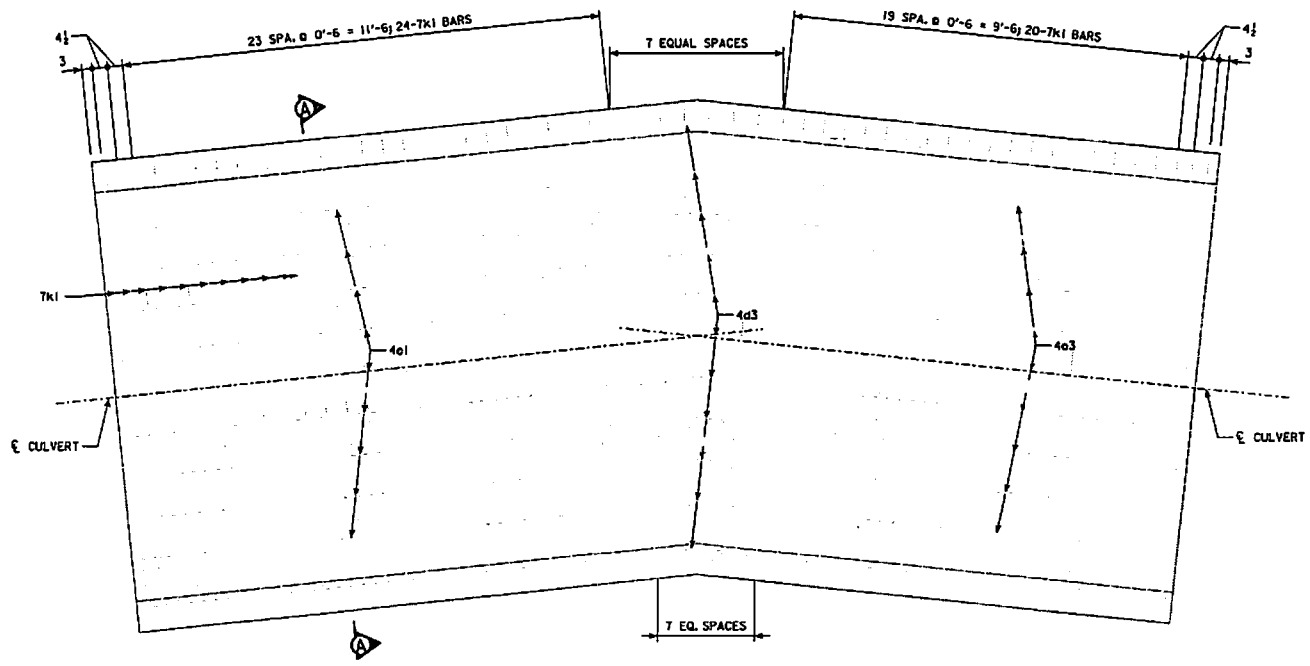 23 SPA. @ 0'-6 = 11'-6; 24-7k1 BARS
19 SPA. @ 0'-6 = 9'-6; 20-7k1 BARS
4½
4½
3
7 EQUAL SPACES
3
A
7k1
4d3
4a1
4a3
℄ CULVERT
℄ CULVERT
7 EQ. SPACES
A